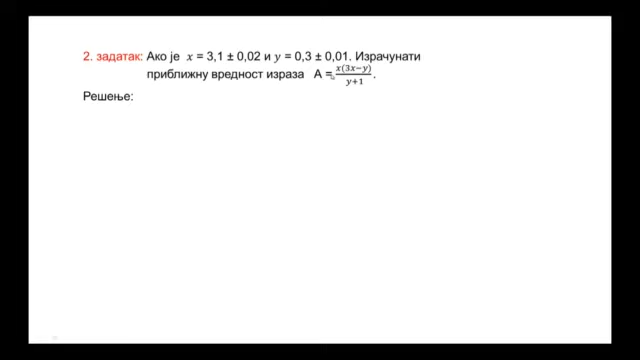 2. задатак: Ако је 𝑥 = 3,1 ± 0,02 и 𝑦 = 0,3 ± 0,01. Израчунати
приближну вредност израза А = 𝑥(3𝑥−𝑦)/𝑦+1 .
Решење: